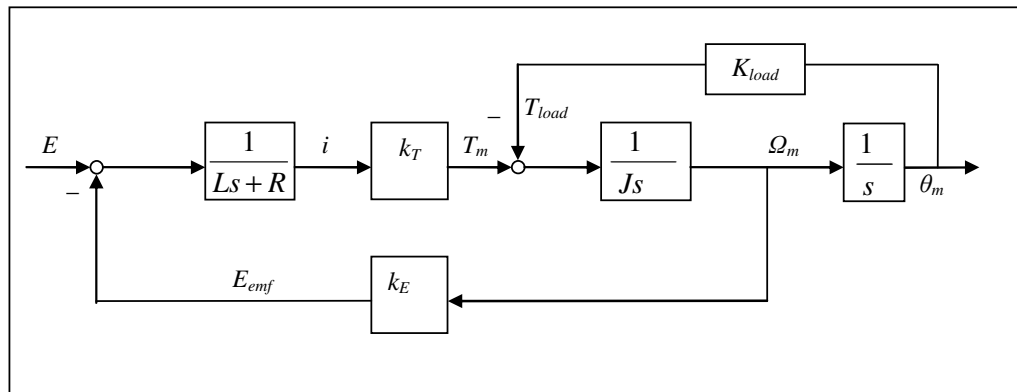 K_load
T_load
−
E
−
1
Ls + R
i
k_T
T_m
1
Js
Ω_m
1
s
θ_m
E_emf
k_E